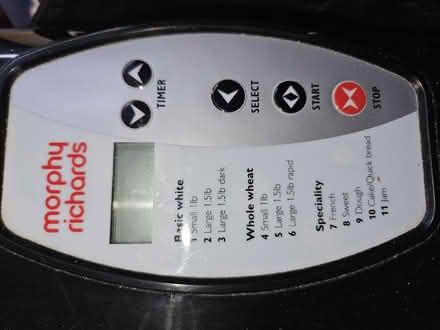 morphy
richards
Basic white
1 Small 1lb
2 Large 1.5lb
3 Large 1.5lb dark
Whole wheat
4 Small 1lb
5 Large 1.5lb
6 Large 1.5lb rapid
Speciality
7 French
8 Sweet
9 Dough
10 Cake/Quick bread
11 Jam
TIMER
SELECT
START
STOP